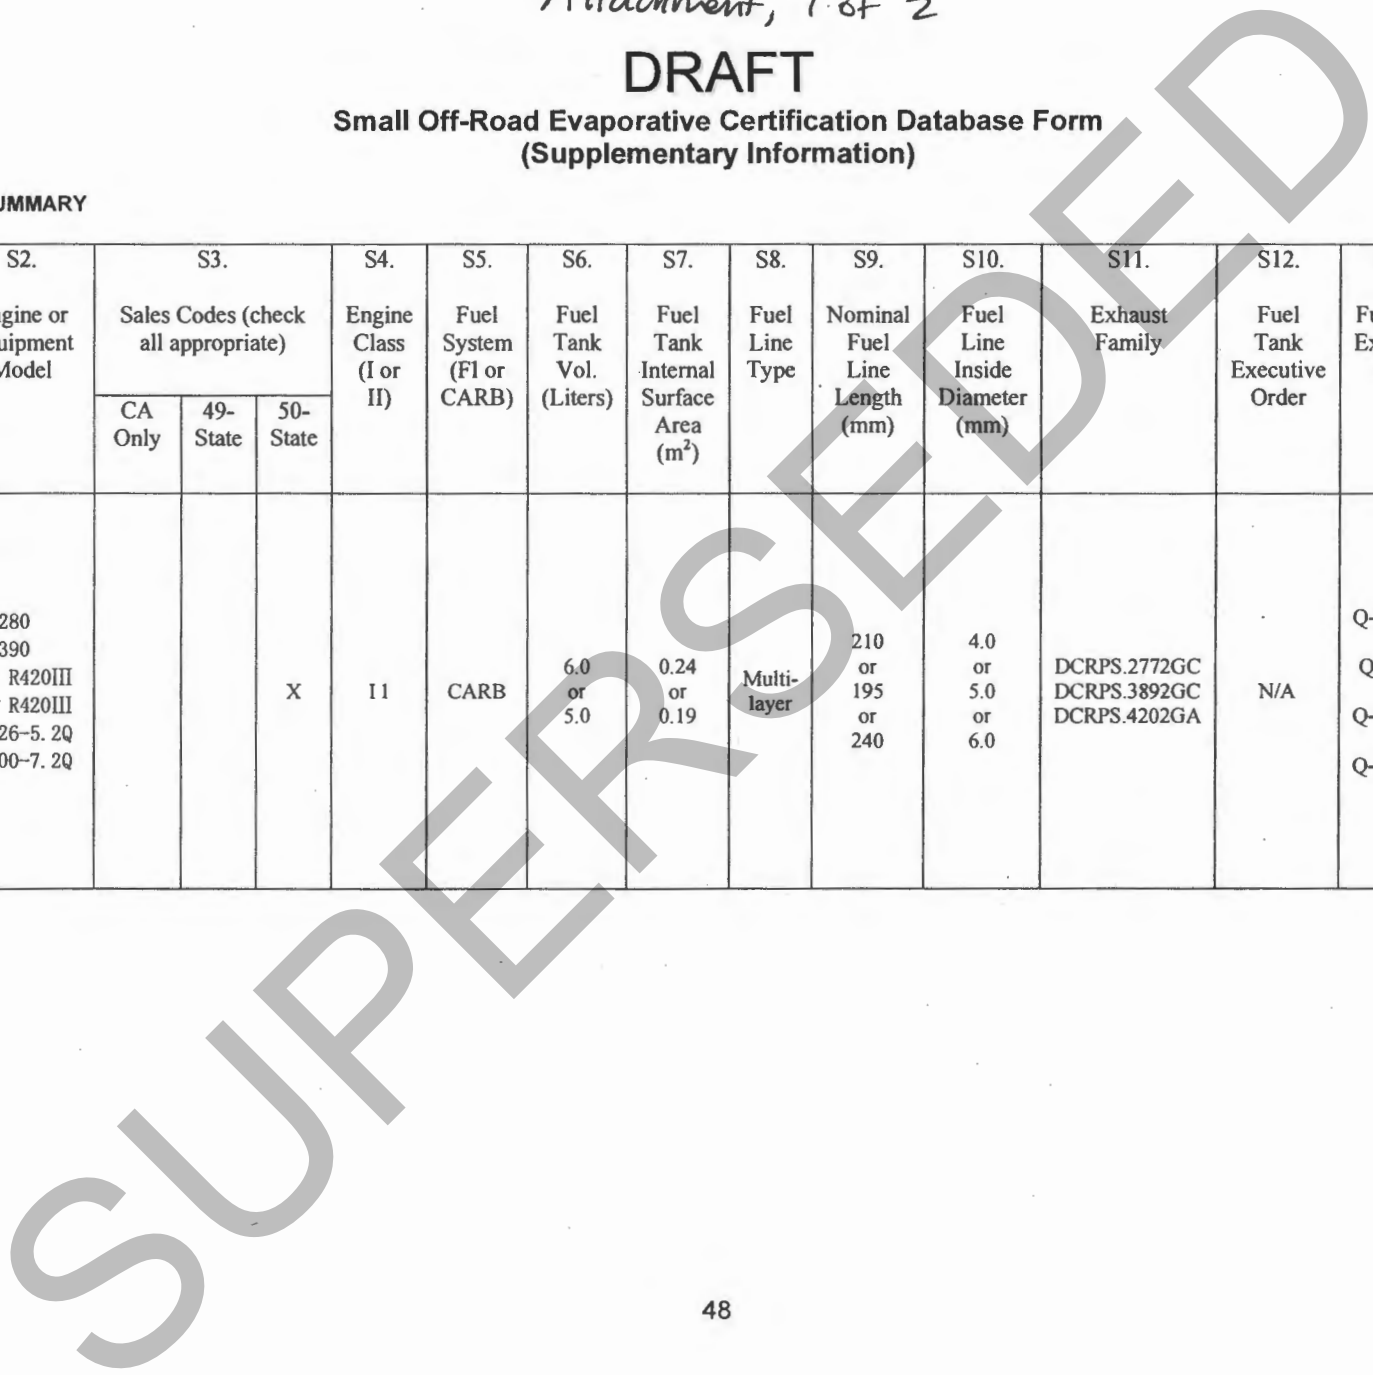 Attachment, 1 of 2
DRAFT
Small Off-Road Evaporative Certification Database Form
(Supplementary Information)
UMMARY
S2. S3. S4. S5. S6. S7. S8. S9. S10. S11. S12.
gine or Sales Codes (check Engine Fuel Fuel Fuel Fuel Nominal Fuel Exhaust Fuel Fu
uipment all appropriate) Class System Tank Tank Line Fuel Line Family Tank Ex
Model (I or (FI or Vol. Internal Type Line Inside Executive
II) CARB) (Liters) Surface Length Diameter Order
CA 49- 50- Area (mm) (mm)
Only State State (m²)
280 Q-
390 210 4.0
R420III 6.0 0.24 or or DCRPS.2772GC Q
R420III X I1 CARB or or Multi-layer 195 5.0 DCRPS.3892GC N/A
26-5.2Q 5.0 0.19 or or DCRPS.4202GA Q-
00-7.2Q 240 6.0 Q-
48
SUPERSEDED